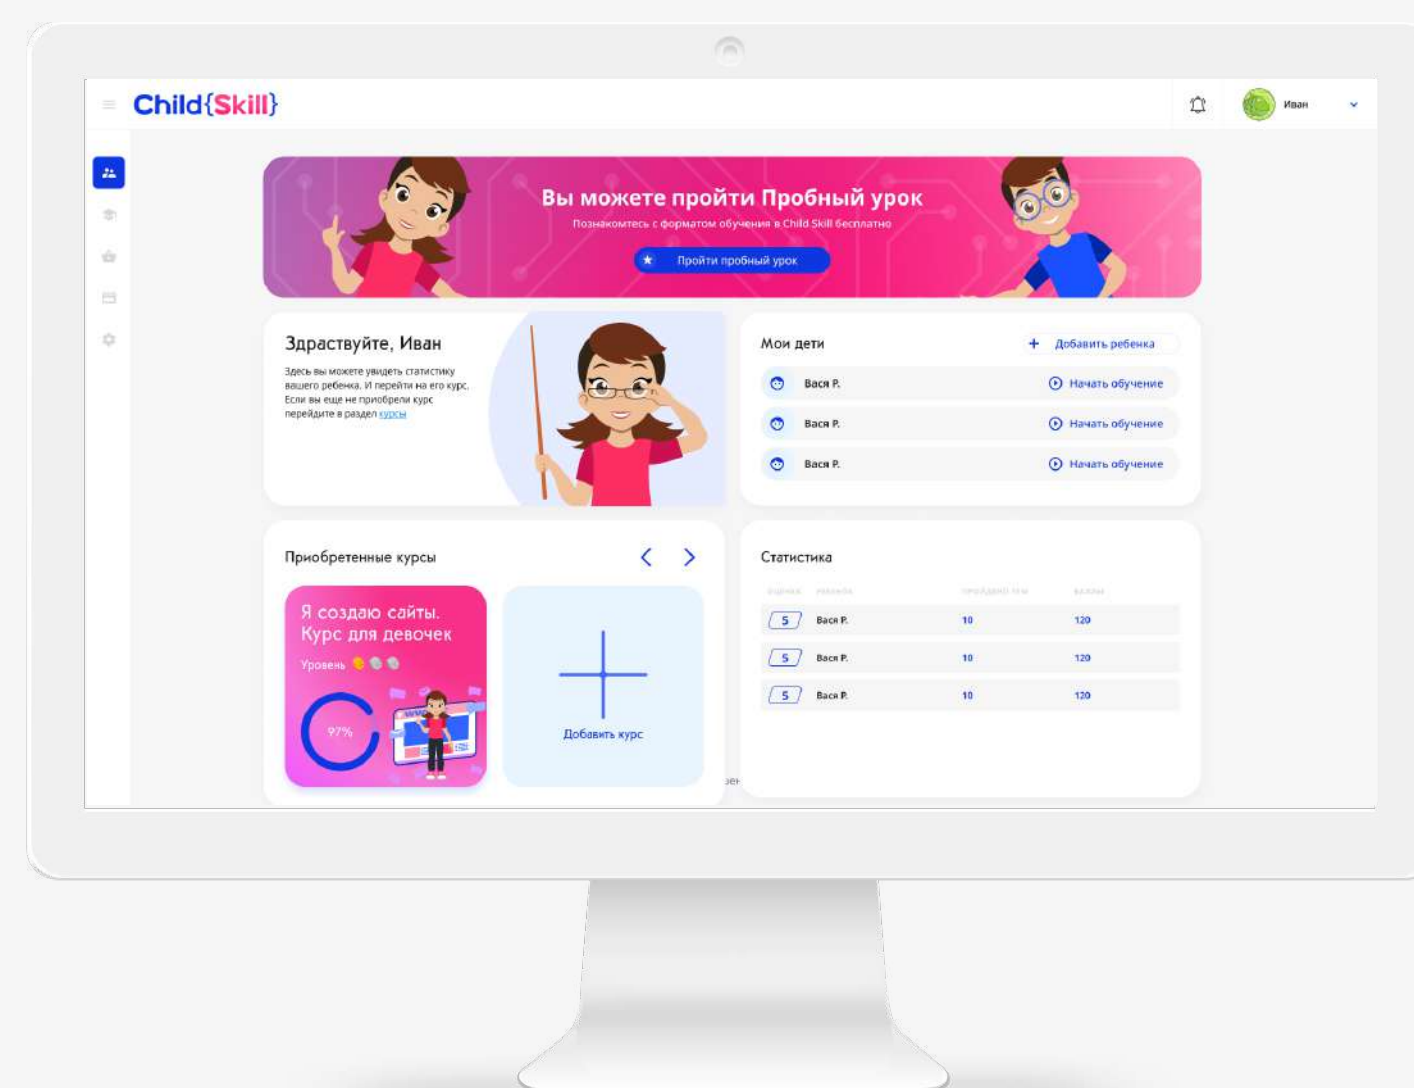 Child{Skill}
Иван
Вы можете пройти Пробный урок
Познакомтесь с форматом обучения в Child Skill бесплатно
Пройти пробный урок
Здраствуйте, Иван
Здесь вы можете увидеть статистику
вашего ребенка. И перейти на его курс.
Если вы еще не приобрели курс
перейдите в раздел курсы
Мои дети
+ Добавить ребенка
Вася Р.
Начать обучение
Вася Р.
Начать обучение
Вася Р.
Начать обучение
Приобретенные курсы
Я создаю сайты.
Курс для девочек
Уровень
97%
Добавить курс
Статистика
5 Вася Р. 10 120
5 Вася Р. 10 120
5 Вася Р. 10 120